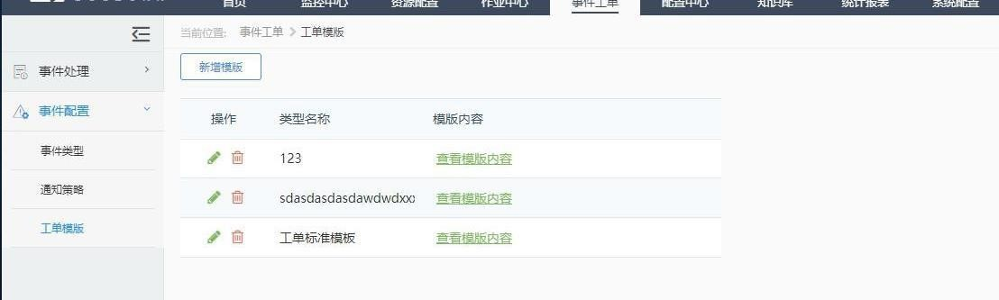 首页 监控中心 资源配置 作业中心 事件工单 配置中心 知识库 统计报表 系统配置
当前位置: 事件工单 > 工单模版
新增模版
事件处理
事件配置
事件类型
通知策略
工单模版
操作 类型名称 模版内容
123 查看模版内容
sdasdasdasdawdwdxxx 查看模版内容
工单标准模板 查看模版内容